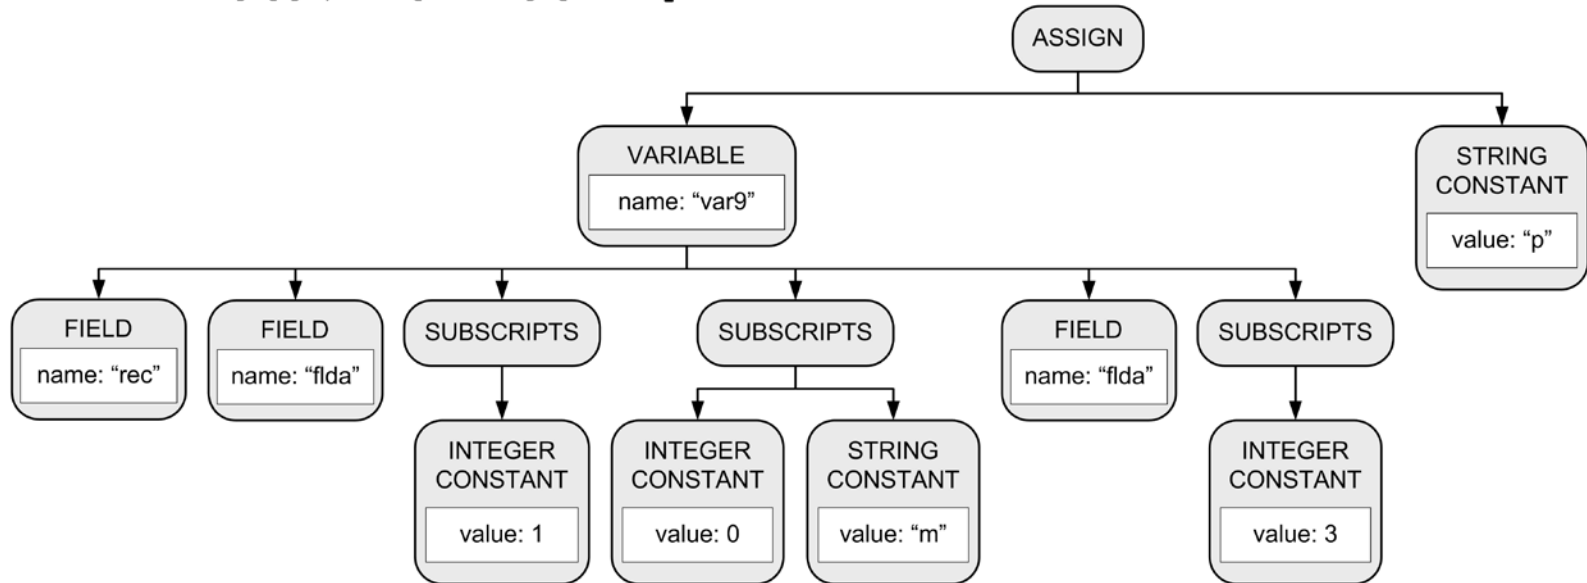 ASSIGN
VARIABLE
name: “var9”
STRING
CONSTANT
value: “p”
FIELD
name: “rec”
FIELD
name: “flda”
SUBSCRIPTS
SUBSCRIPTS
FIELD
name: “flda”
SUBSCRIPTS
INTEGER
CONSTANT
value: 1
INTEGER
CONSTANT
value: 0
STRING
CONSTANT
value: “m”
INTEGER
CONSTANT
value: 3